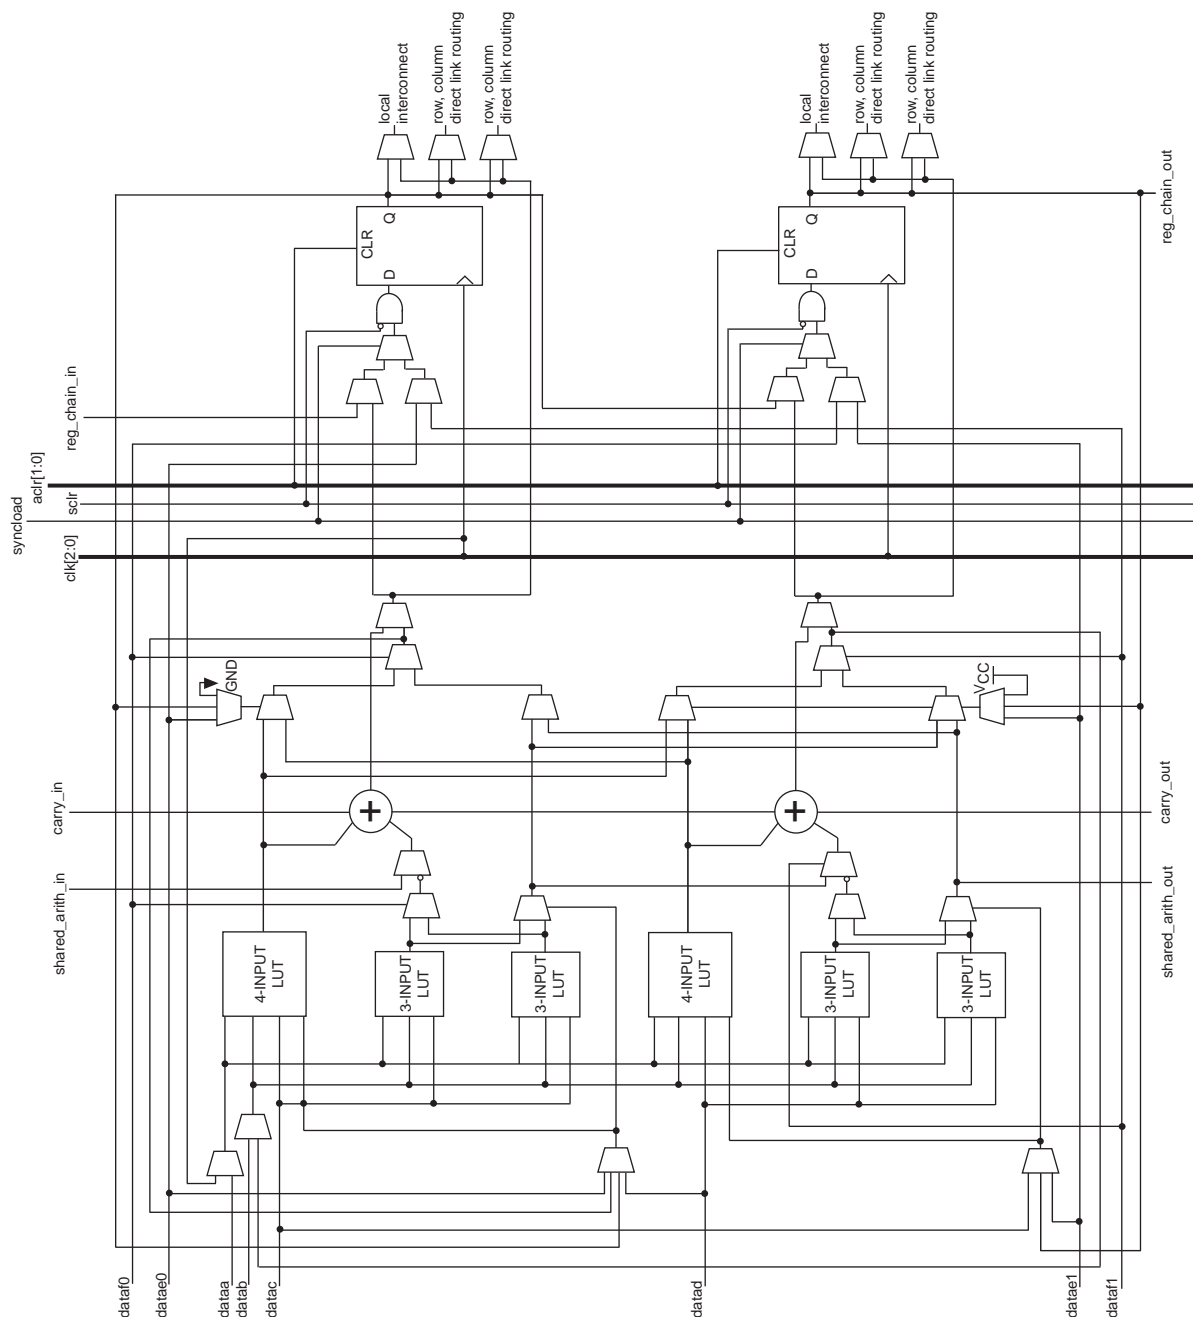 local
interconnect
row, column
direct link routing
row, column
direct link routing
local
interconnect
row, column
direct link routing
row, column
direct link routing
reg_chain_out
Q
CLR
D
Q
CLR
D
reg_chain_in
aclr[1:0]
sclr
syncload
clk[2:0]
GND
VCC
carry_in
+
+
carry_out
shared_arith_in
shared_arith_out
4-INPUT
LUT
3-INPUT
LUT
3-INPUT
LUT
4-INPUT
LUT
3-INPUT
LUT
3-INPUT
LUT
dataf0
datae0
dataa
datab
datac
datad
datae1
dataf1